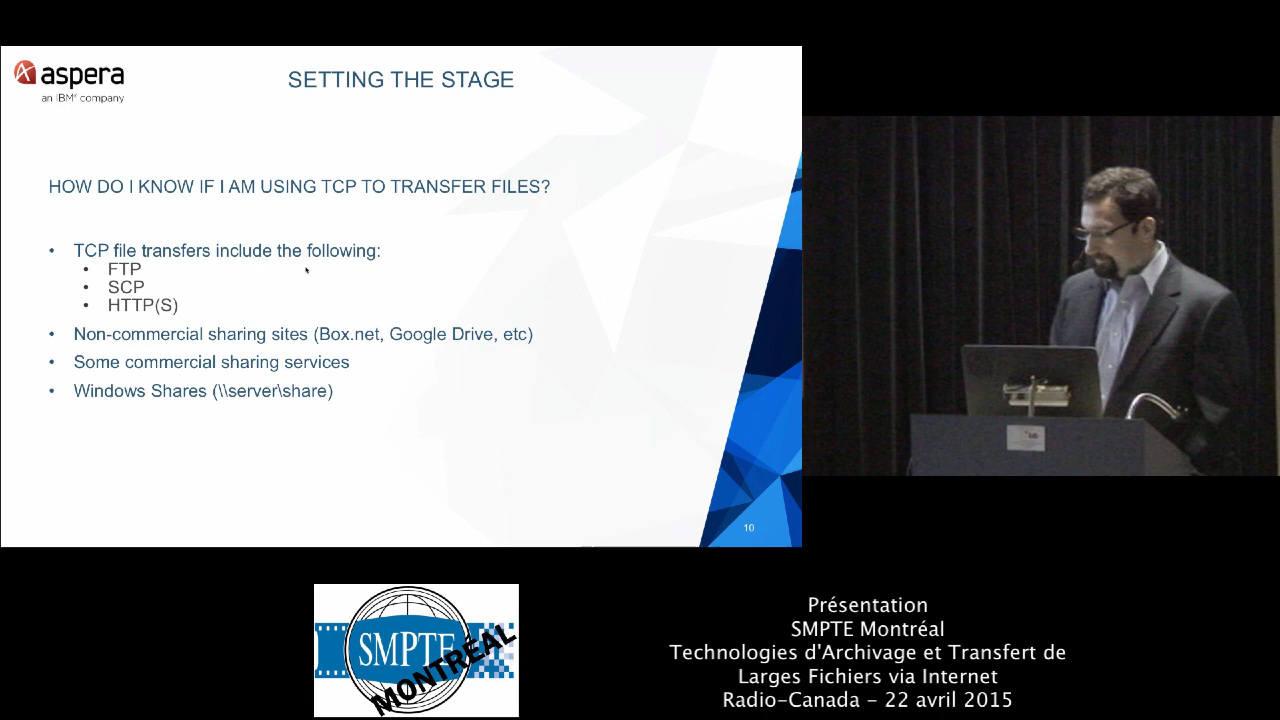 aspera
an IBM® company
SETTING THE STAGE
HOW DO I KNOW IF I AM USING TCP TO TRANSFER FILES?
• TCP file transfers include the following:
• FTP
• SCP
• HTTP(S)
• Non-commercial sharing sites (Box.net, Google Drive, etc)
• Some commercial sharing services
• Windows Shares (\\server\share)
10
SMPTE
MONTRÉAL
Présentation
SMPTE Montréal
Technologies d'Archivage et Transfert de
Larges Fichiers via Internet
Radio-Canada - 22 avril 2015